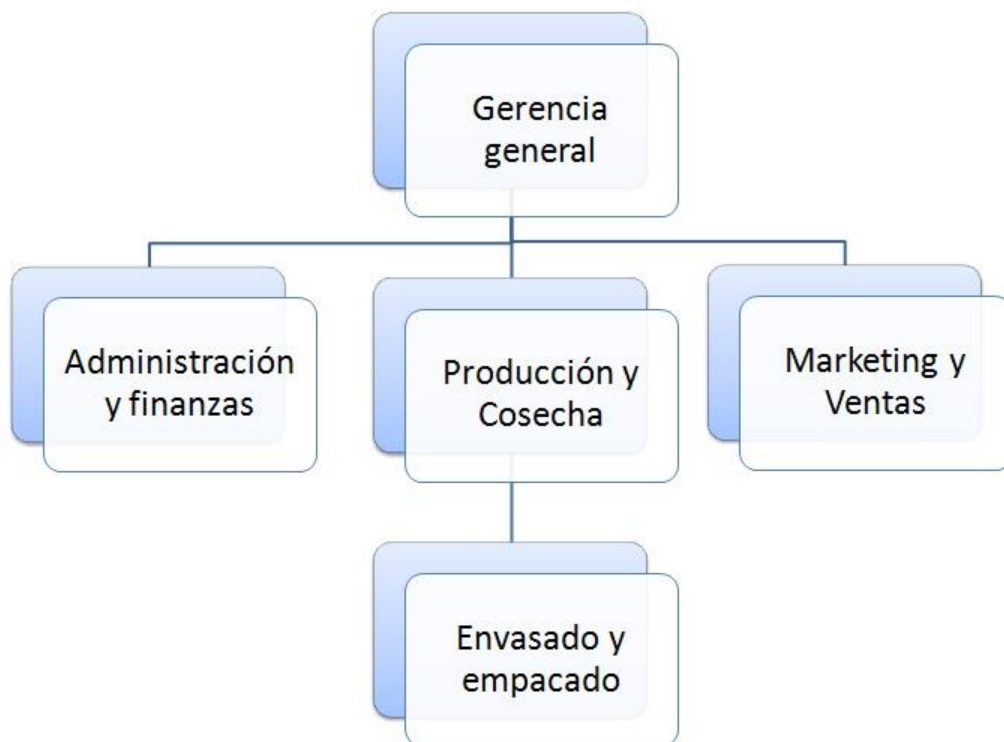 Gerencia
general
Administración
y finanzas
Producción y
Cosecha
Marketing y
Ventas
Envasado y
empacado